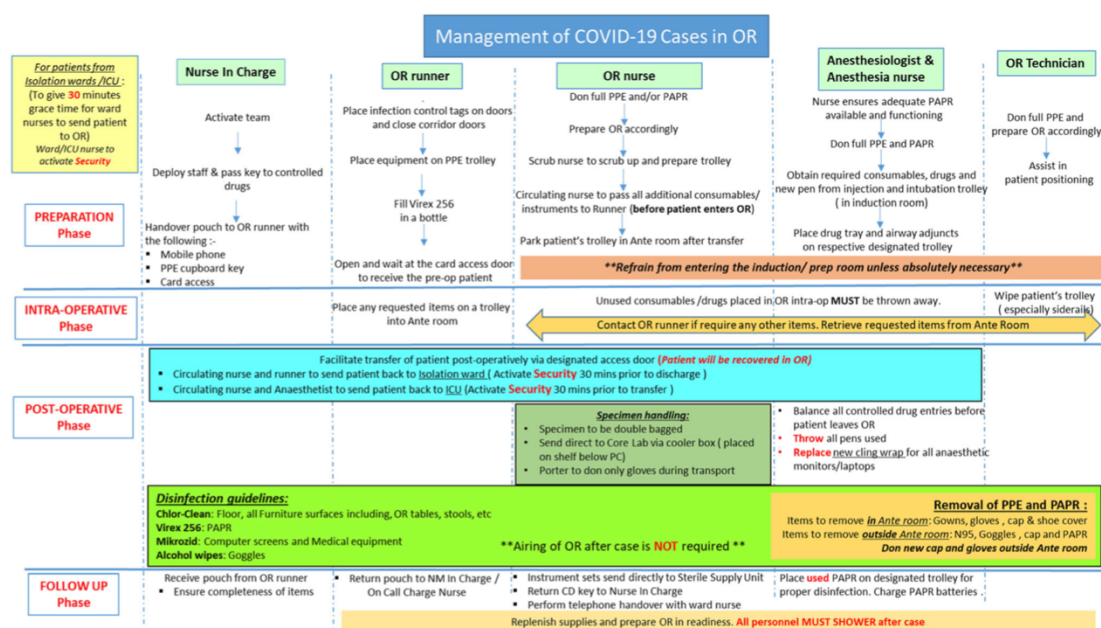 Management of COVID-19 Cases in OR
For patients from
Isolation wards /ICU :
(To give 30 minutes
grace time for ward
nurses to send patient
to OR)
Ward/ICU nurse to
activate Security
Nurse In Charge
OR runner
OR nurse
Anesthesiologist &
Anesthesia nurse
OR Technician
PREPARATION
Phase
Activate team
Deploy staff & pass key to controlled
drugs
Handover pouch to OR runner with
the following :-
▪ Mobile phone
▪ PPE cupboard key
▪ Card access
Place infection control tags on doors
and close corridor doors
Place equipment on PPE trolley
Fill Virex 256
in a bottle
Open and wait at the card access door
to receive the pre-op patient
Don full PPE and/or PAPR
Prepare OR accordingly
Scrub nurse to scrub up and prepare trolley
Circulating nurse to pass all additional consumables/
instruments to Runner (before patient enters OR)
Park patient's trolley in Ante room after transfer
Nurse ensures adequate PAPR
available and functioning
Don full PPE and PAPR
Obtain required consumables, drugs and
new pen from injection and intubation trolley
( in induction room)
Place drug tray and airway adjuncts
on respective designated trolley
Don full PPE and
prepare OR accordingly
Assist in
patient positioning
**Refrain from entering the induction/ prep room unless absolutely necessary**
INTRA-OPERATIVE
Phase
Place any requested items on a trolley
into Ante room
Unused consumables /drugs placed in OR intra-op MUST be thrown away.
Wipe patient's trolley
( especially siderails)
Contact OR runner if require any other items. Retrieve requested items from Ante Room
POST-OPERATIVE
Phase
Facilitate transfer of patient post-operatively via designated access door (Patient will be recovered in OR)
▪ Circulating nurse and runner to send patient back to Isolation ward ( Activate Security 30 mins prior to discharge )
▪ Circulating nurse and Anaesthetist to send patient back to ICU (Activate Security 30 mins prior to transfer )
Specimen handling:
• Specimen to be double bagged
• Send direct to Core Lab via cooler box ( placed
on shelf below PC)
• Porter to don only gloves during transport
▪ Balance all controlled drug entries before
patient leaves OR
▪ Throw all pens used
▪ Replace new cling wrap for all anaesthetic
monitors/laptops
Disinfection guidelines:
Chlor-Clean: Floor, all Furniture surfaces including, OR tables, stools, etc
Virex 256: PAPR
Mikrozid: Computer screens and Medical equipment
Alcohol wipes: Goggles
**Airing of OR after case is NOT required **
Removal of PPE and PAPR :
Items to remove in Ante room: Gowns, gloves , cap & shoe cover
Items to remove outside Ante room: N95, Goggles , cap and PAPR
Don new cap and gloves outside Ante room
FOLLOW UP
Phase
Receive pouch from OR runner
▪ Ensure completeness of items
▪ Return pouch to NM In Charge /
On Call Charge Nurse
▪ Instrument sets send directly to Sterile Supply Unit
▪ Return CD key to Nurse In Charge
▪ Perform telephone handover with ward nurse
Place used PAPR on designated trolley for
proper disinfection. Charge PAPR batteries .
Replenish supplies and prepare OR in readiness. All personnel MUST SHOWER after case